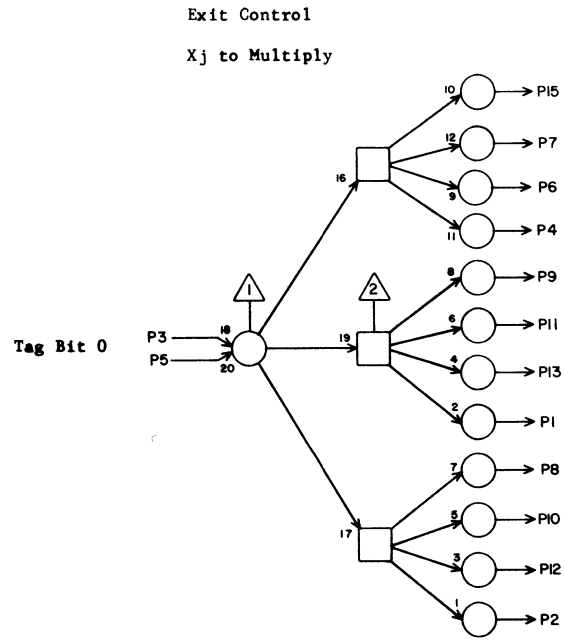 Exit Control
Xj to Multiply
10 P15
12 P7
9 P6
16
11 P4
1 2
8 P9
6 P11
P3 18 19
Tag Bit 0
P5 20
4 P13
2 P1
7 P8
17
5 P10
3 P12
1 P2